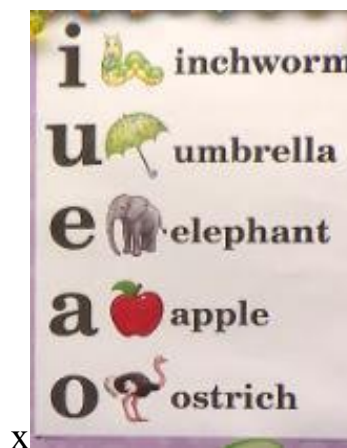 i inchworm
u umbrella
e elephant
a apple
o ostrich
x